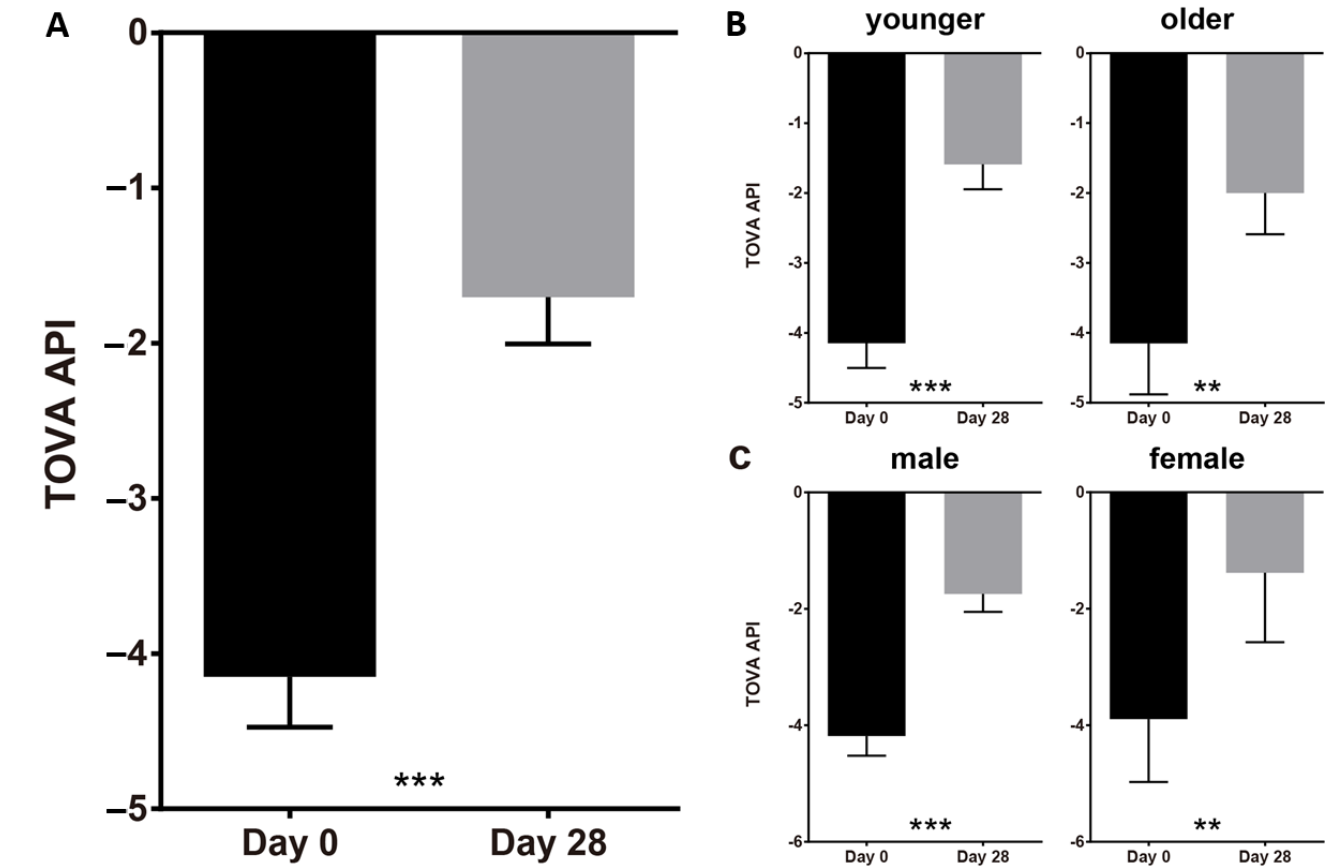 A
0
–1
–2
–3
–4
–5
TOVA API
Day 0 Day 28
***
B
younger
0
-1
-2
-3
-4
-5
TOVA API
***
Day 0 Day 28
older
0
-1
-2
-3
-4
-5
**
Day 0 Day 28
C
male
0
-2
-4
-6
TOVA API
***
Day 0 Day 28
female
0
-2
-4
-6
**
Day 0 Day 28